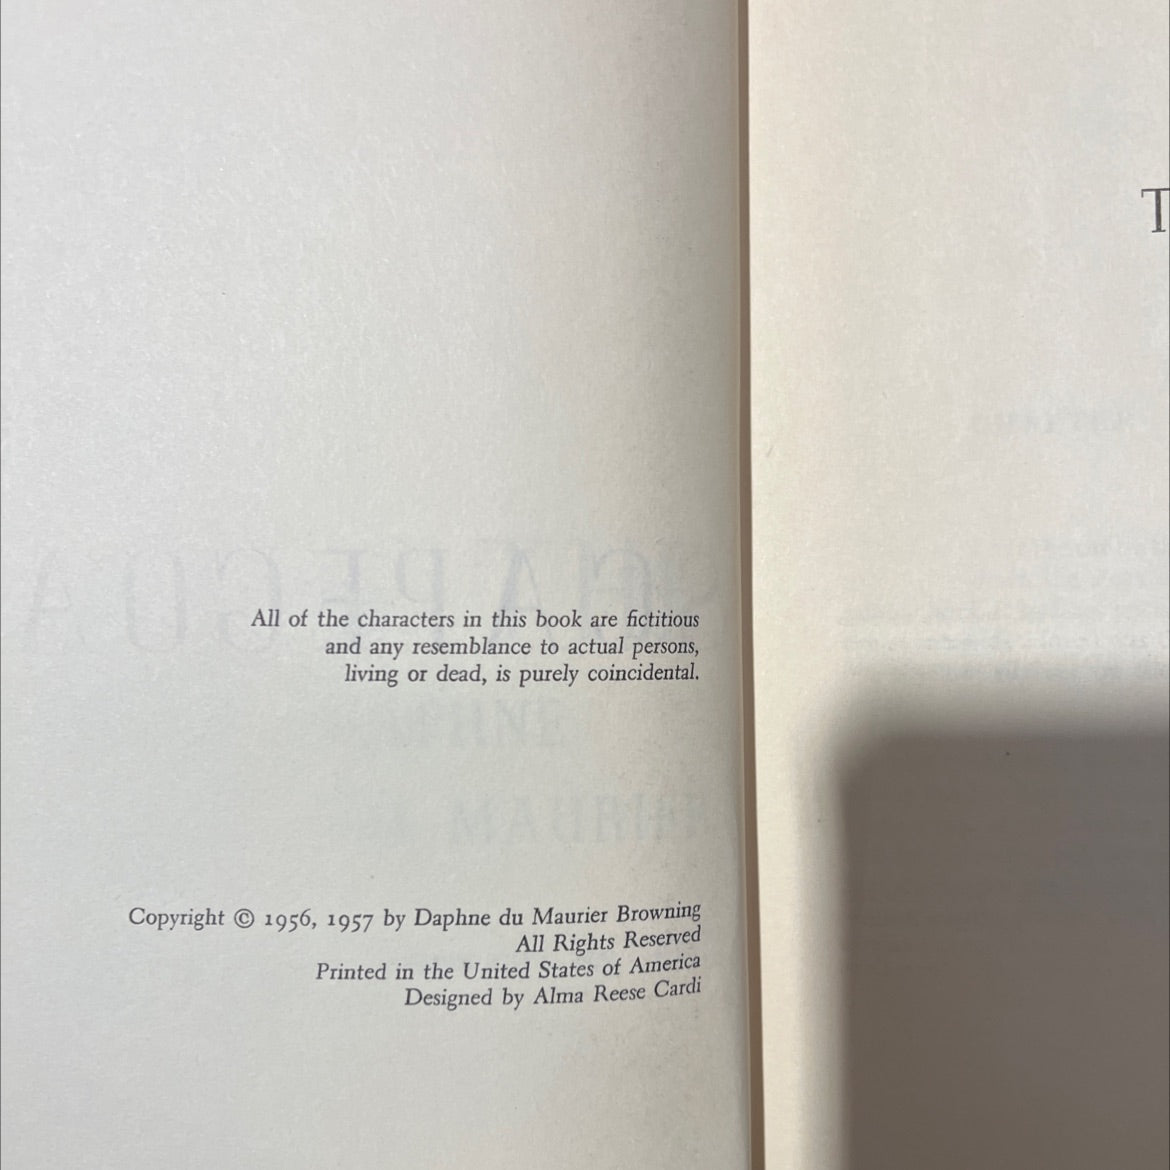 T
All of the characters in this book are fictitious
and any resemblance to actual persons,
living or dead, is purely coincidental.
Copyright © 1956, 1957 by Daphne du Maurier Browning
All Rights Reserved
Printed in the United States of America
Designed by Alma Reese Cardi